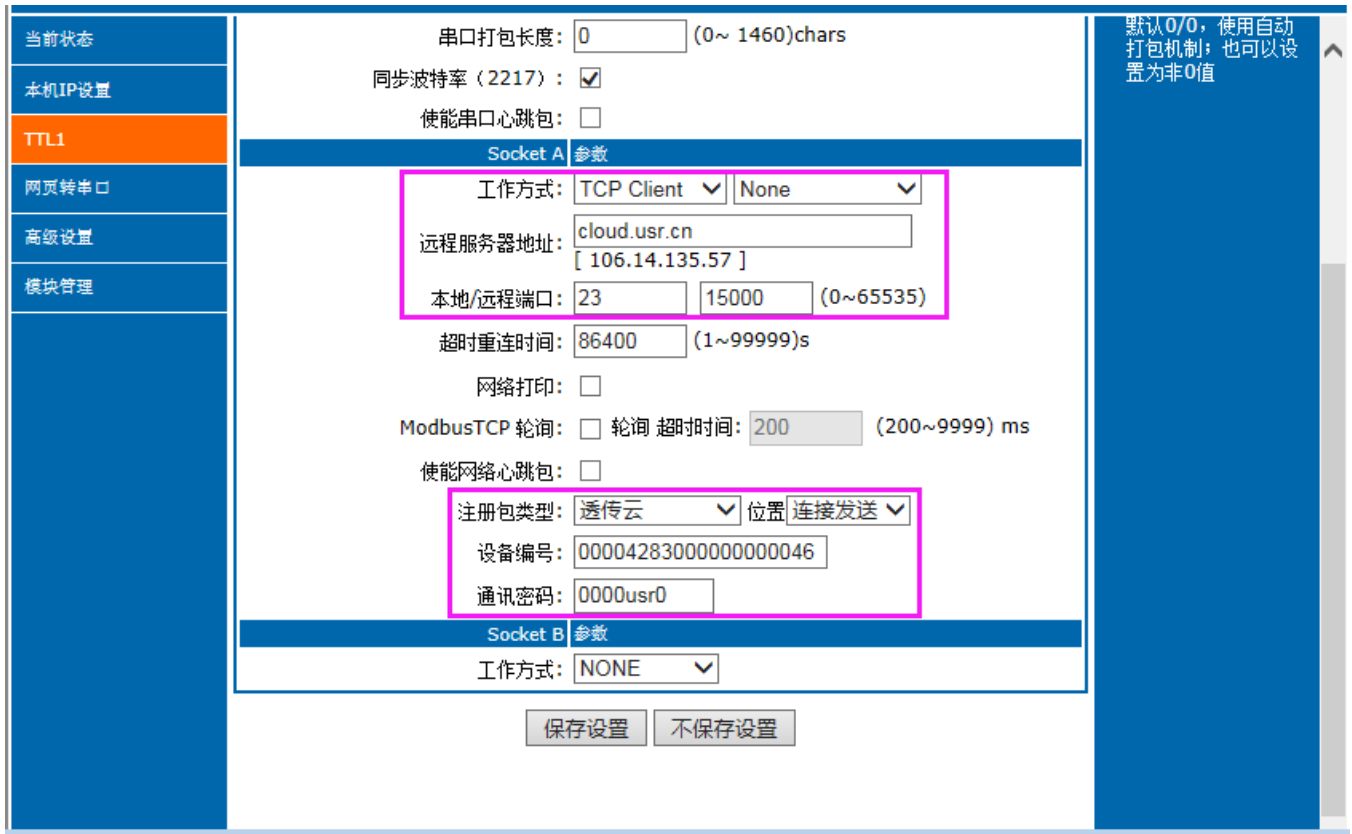 当前状态
本机IP设置
TTL1
网页转串口
高级设置
模块管理
串口打包长度: 0 (0~ 1460)chars
同步波特率（2217）:
使能串口心跳包:
Socket A 参数
工作方式: TCP Client None
远程服务器地址: cloud.usr.cn
[ 106.14.135.57 ]
本地/远程端口: 23 15000 (0~65535)
超时重连时间: 86400 (1~99999)s
网络打印:
ModbusTCP 轮询: 轮询 超时时间: 200 (200~9999) ms
使能网络心跳包:
注册包类型: 透传云 位置 连接发送
设备编号: 00004283000000000046
通讯密码: 0000usr0
Socket B 参数
工作方式: NONE
保存设置 不保存设置
默认0/0，使用自动
打包机制；也可以设
置为非0值